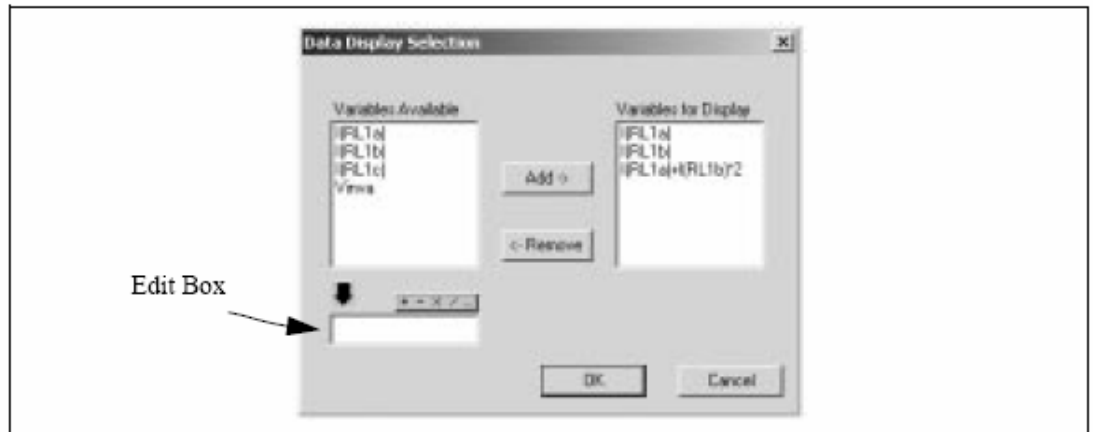 Data Display Selection
Variables Available
I(RL1a)
I(RL1b)
I(RL1c)
Variables for Display
I(RL1a)
I(RL1b)
I(RL1a)+I(RL1b)*2
Add ->
<- Remove
Edit Box
+ - × / ...
OK
Cancel